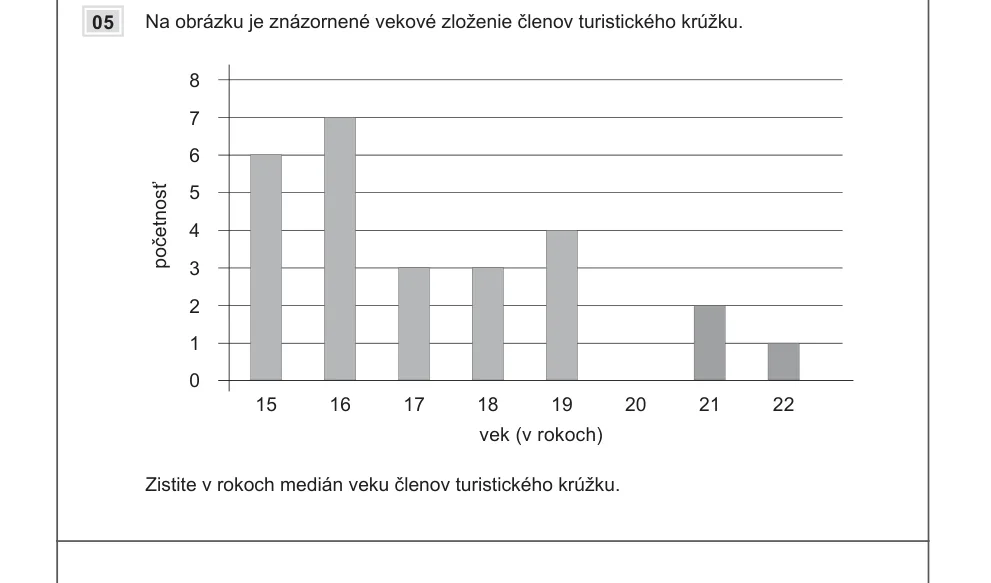 05 Na obrázku je znázornené vekové zloženie členov turistického krúžku.
8
7
6
5
4
3
2
1
0
početnosť
15 16 17 18 19 20 21 22
vek (v rokoch)
Zistite v rokoch medián veku členov turistického krúžku.